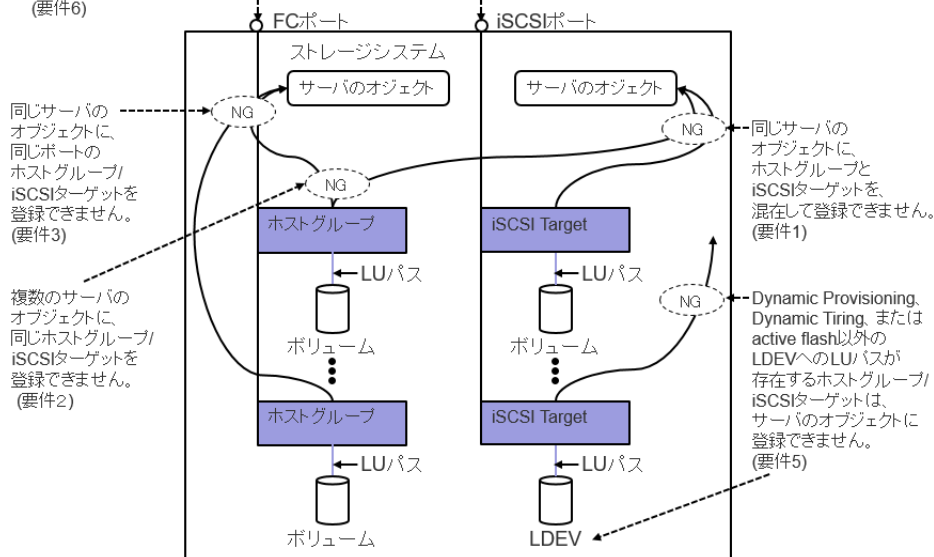 (要件6)
FCポート
iSCSIポート
ストレージシステム
サーバのオジェクト
サーバのオジェクト
NG
NG
NG
NG
同じサーバの
オブジェクトに、
同じポートの
ホストグループ/
iSCSIターゲットを
登録できません。
(要件3)
同じサーバの
オブジェクトに、
ホストグループと
iSCSIターゲットを、
混在して登録できません。
(要件1)
ホストグループ
iSCSI Target
LUパス
LUパス
ボリューム
ボリューム
複数のサーバの
オブジェクトに、
同じホストグループ/
iSCSIターゲットを
登録できません。
(要件2)
Dynamic Provisioning、
Dynamic Tiring、または
active flash以外の
LDEVへのLUパスが
存在するホストグループ/
iSCSIターゲットは、
サーバのオブジェクトに
登録できません。
(要件5)
ホストグループ
iSCSI Target
LUパス
LUパス
ボリューム
LDEV